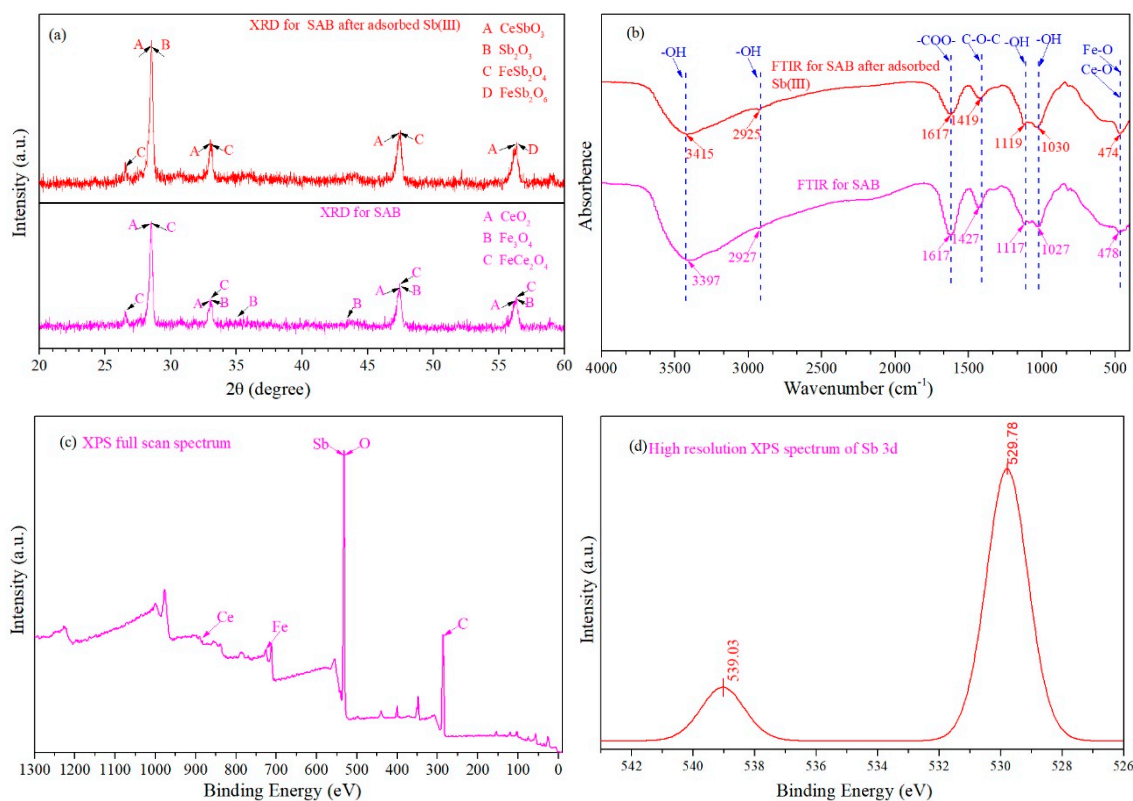 (a)
XRD for SAB after adsorbed Sb(III)
A CeSbO₃
B Sb₂O₃
C FeSb₂O₄
D FeSb₂O₆
A B
C
A C
A C
A D
XRD for SAB
A CeO₂
B Fe₃O₄
C FeCe₂O₄
A C
C
C
A B
B
B
C
A B
C
A B
20 25 30 35 40 45 50 55 60
2θ (degree)
Intensity (a.u.)
(b)
-OH
-OH
-COO-
C-O-C
-OH
-OH
Fe-O
Ce-O
FTIR for SAB after adsorbed
Sb(III)
3415
2925
1617
1419
1119
1030
474
FTIR for SAB
3397
2927
1617
1427
1117
1027
478
4000 3500 3000 2500 2000 1500 1000 500
Wavenumber (cm⁻¹)
Absorbence
(c) XPS full scan spectrum
Sb O
Ce
Fe
C
1300 1200 1100 1000 900 800 700 600 500 400 300 200 100 0
Binding Energy (eV)
Intensity (a.u.)
(d) High resolution XPS spectrum of Sb 3d
529.78
539.03
542 540 538 536 534 532 530 528 526
Binding Energy (eV)
Intensity (a.u.)